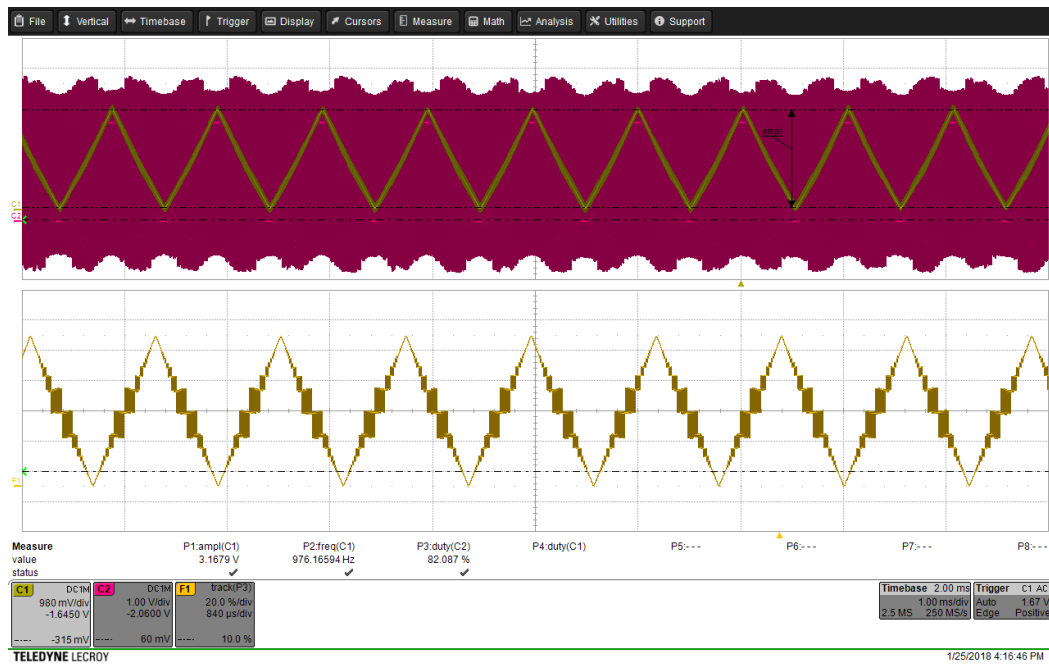 File Vertical Timebase Trigger Display Cursors Measure Math Analysis Utilities Support
Ampl
C1
C2
F1
Measure P1:ampl(C1) P2:freq(C1) P3:duty(C2) P4:duty(C1) P5:- - - P6:- - - P7:- - - P8:- - -
value 3.1679 V 976.16594 Hz 82.087 %
status
C1 DC1M C2 DC1M F1 track(P3) Timebase 2.00 ms Trigger C1 AC
980 mV/div 1.00 V/div 20.0 %/div 1.00 ms/div Auto 1.67 V
-1.6450 V -2.0600 V 840 µs/div 2.5 MS 250 MS/s Edge Positive
-315 mV 60 mV 10.0 %
TELEDYNE LECROY 1/25/2018 4:16:46 PM